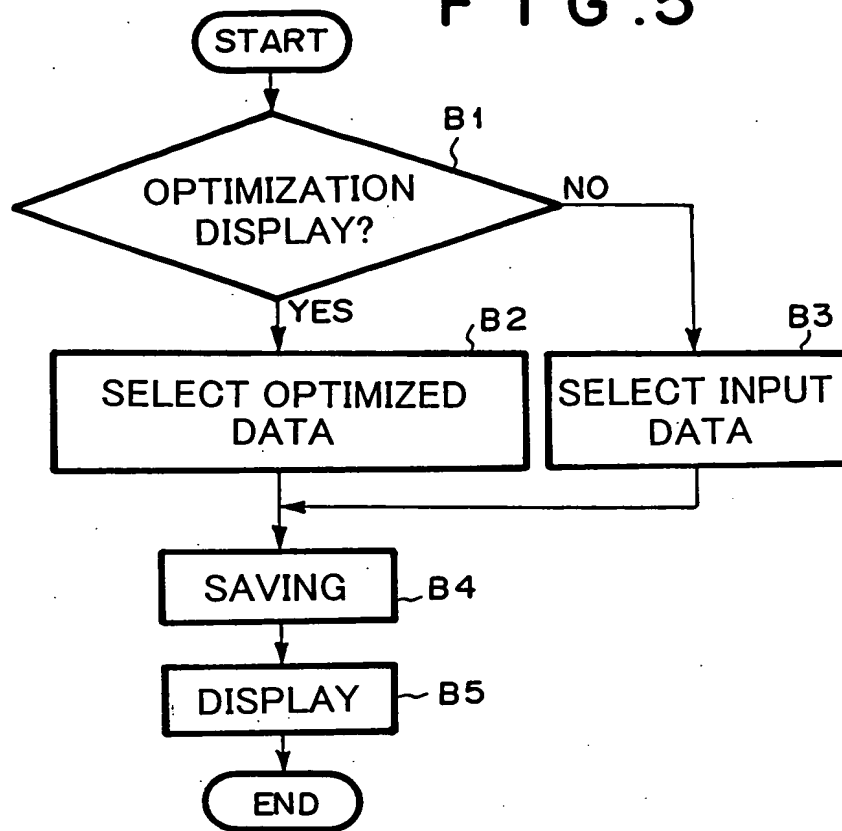 FIG.5
START
B1
OPTIMIZATION
DISPLAY?
NO
YES
B2
B3
SELECT OPTIMIZED
DATA
SELECT INPUT
DATA
SAVING
B4
DISPLAY
B5
END